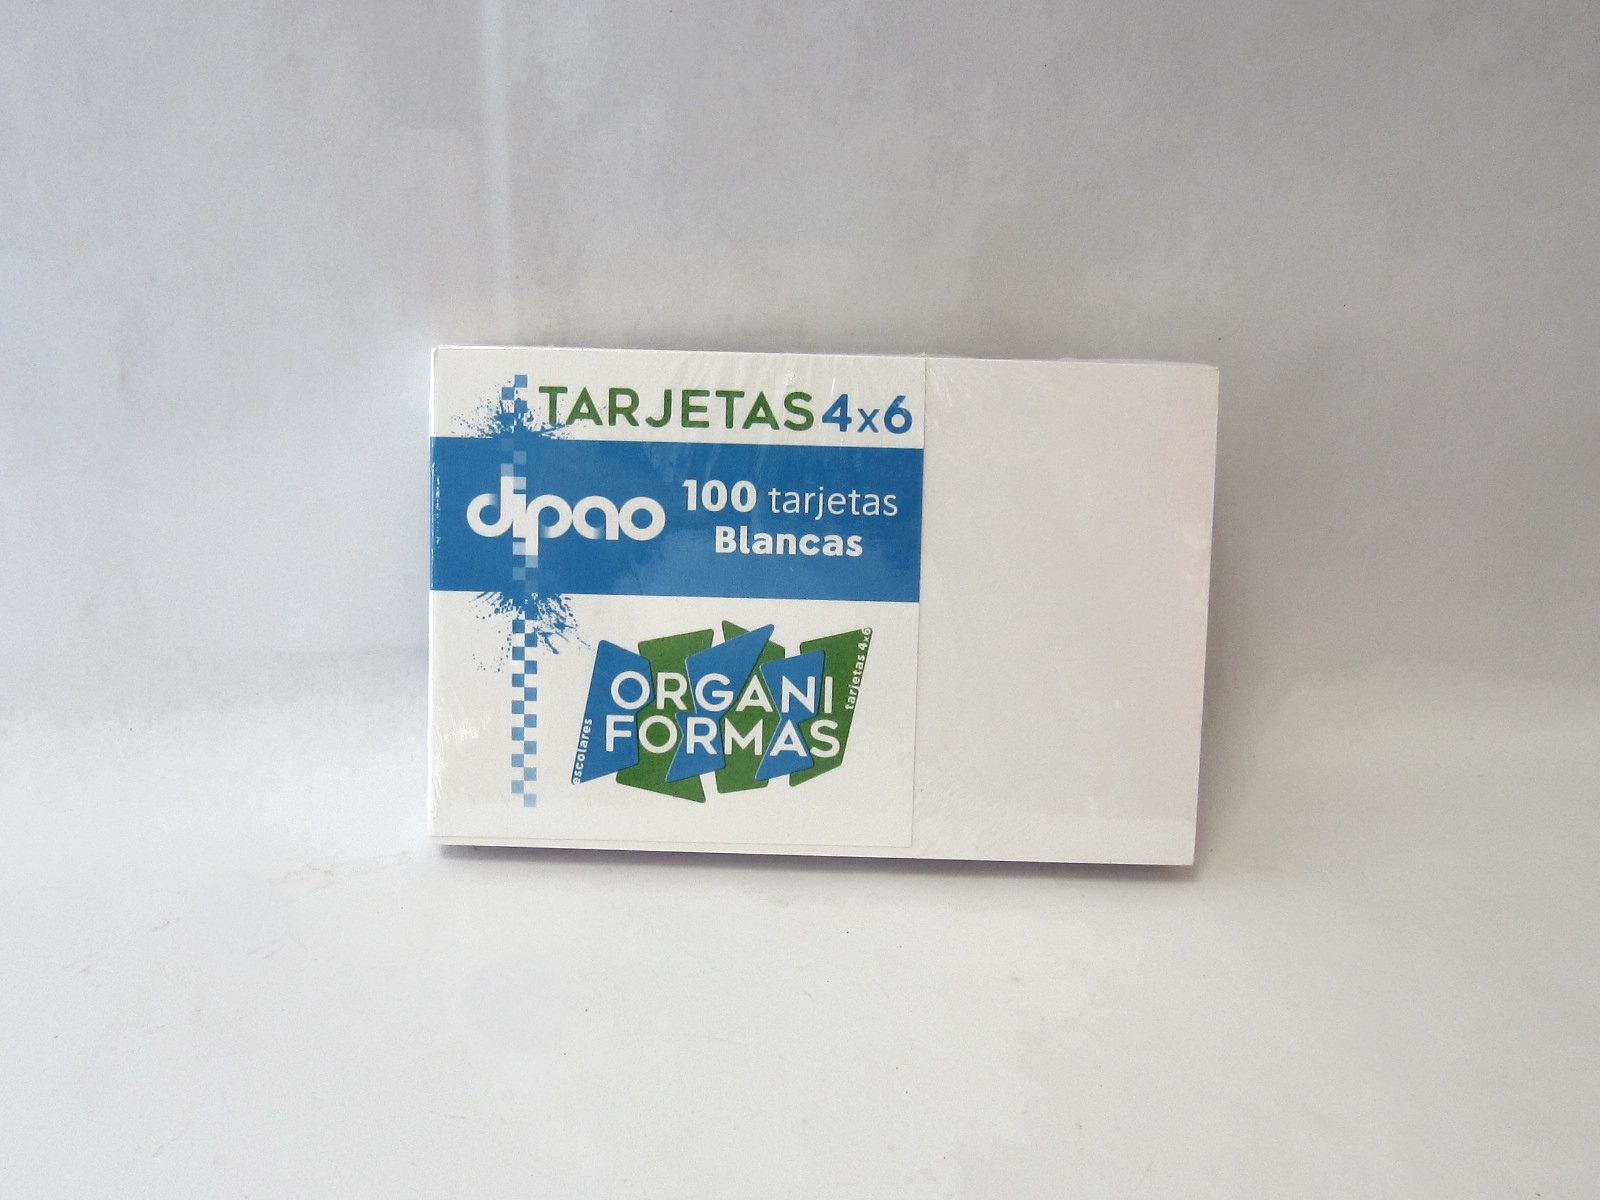 TARJETAS 4x6
dipao
100 tarjetas
Blancas
ORGANI
FORMAS
escolares
tarjetas 4x6